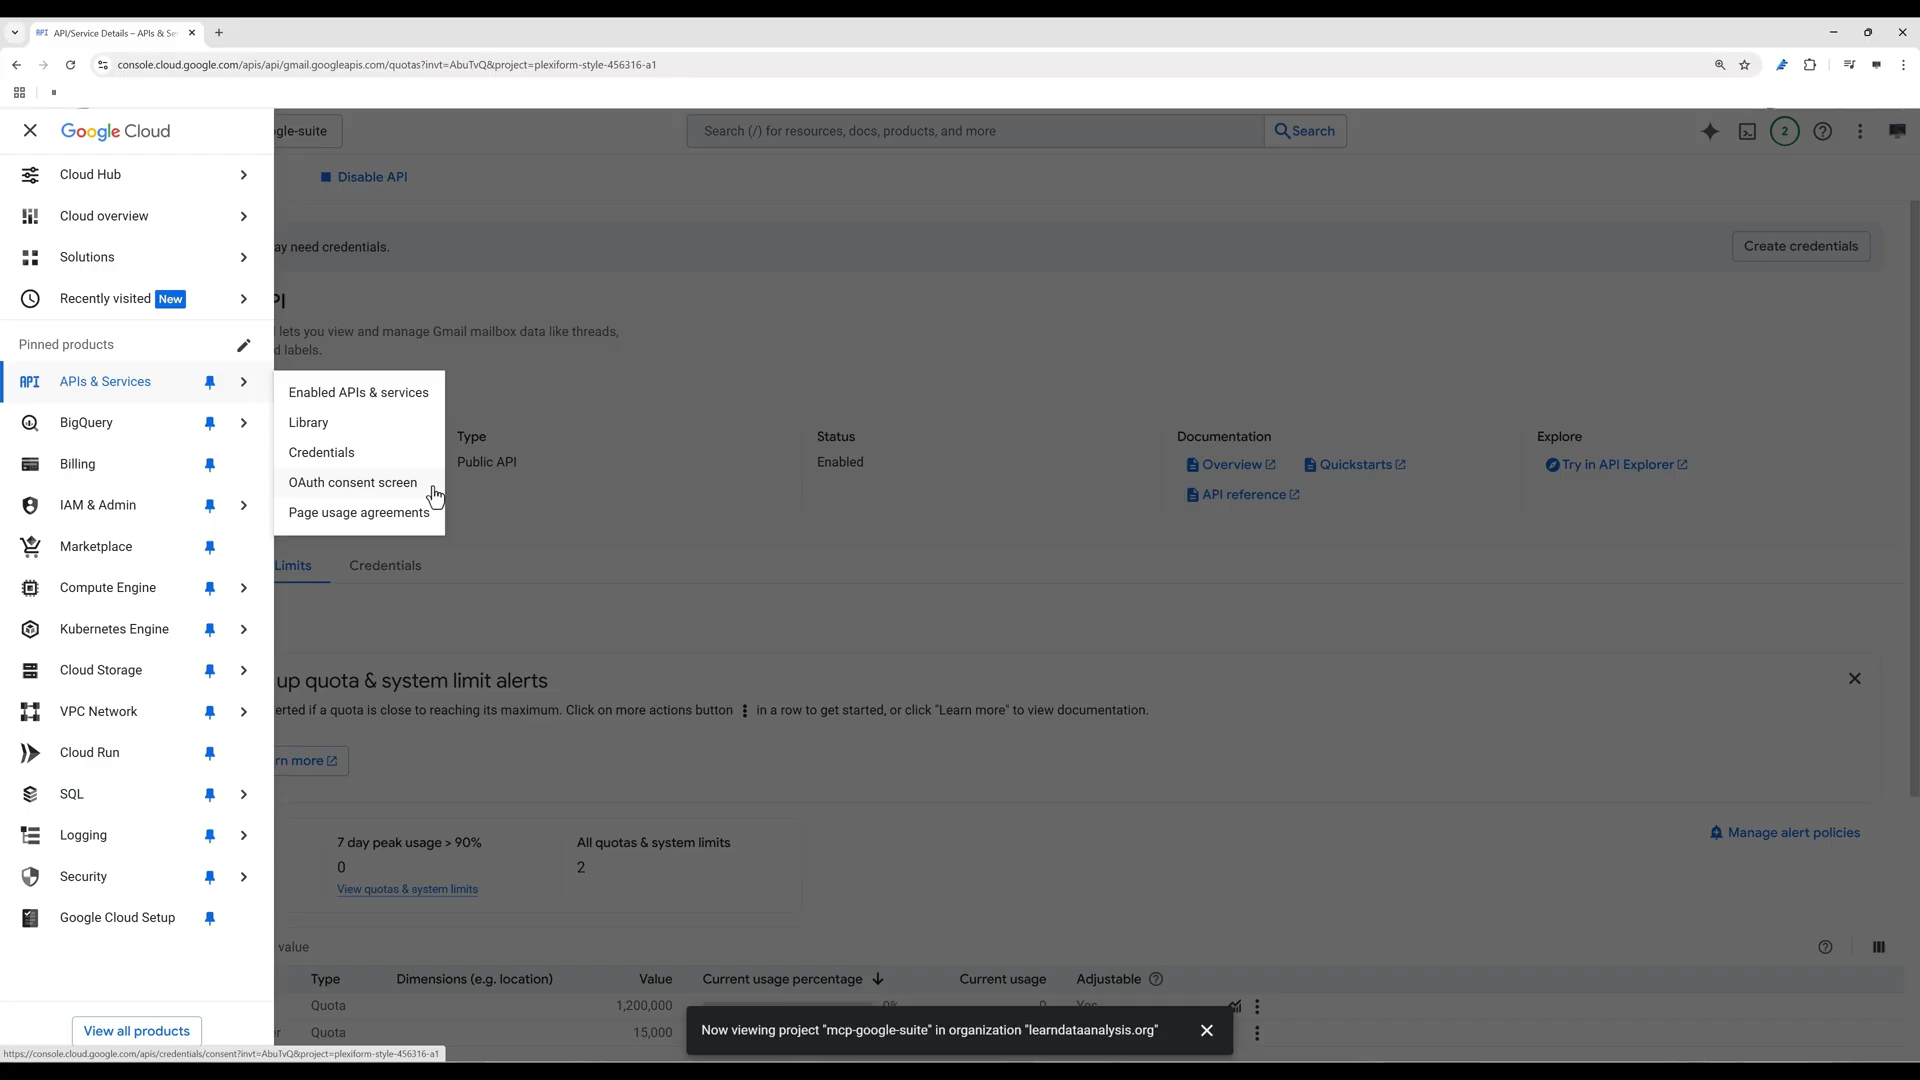 API API/Service Details – APIs & Se
console.cloud.google.com/apis/api/gmail.googleapis.com/quotas?invt=AbuTvQ&project=plexiform-style-456316-a1
Google Cloud
gle-suite
Search (/) for resources, docs, products, and more
Search
2
Cloud Hub
Disable API
Cloud overview
ay need credentials.
Create credentials
Solutions
Recently visited New
PI
lets you view and manage Gmail mailbox data like threads,
d labels.
Pinned products
API APIs & Services
Enabled APIs & services
Library
Credentials
OAuth consent screen
Page usage agreements
BigQuery
Billing
IAM & Admin
Marketplace
Compute Engine
Kubernetes Engine
Cloud Storage
VPC Network
Cloud Run
SQL
Logging
Security
Google Cloud Setup
View all products
Type
Public API
Status
Enabled
Documentation
Overview
Quickstarts
API reference
Explore
Try in API Explorer
Limits
Credentials
up quota & system limit alerts
erted if a quota is close to reaching its maximum. Click on more actions button in a row to get started, or click "Learn more" to view documentation.
rn more
7 day peak usage > 90%
0
View quotas & system limits
All quotas & system limits
2
Manage alert policies
value
Type Dimensions (e.g. location) Value Current usage percentage Current usage Adjustable
Quota 1,200,000 0% 0 Yes
r Quota 15,000
Now viewing project "mcp-google-suite" in organization "learndataanalysis.org"
https://console.cloud.google.com/apis/credentials/consent?invt=AbuTvQ&project=plexiform-style-456316-a1